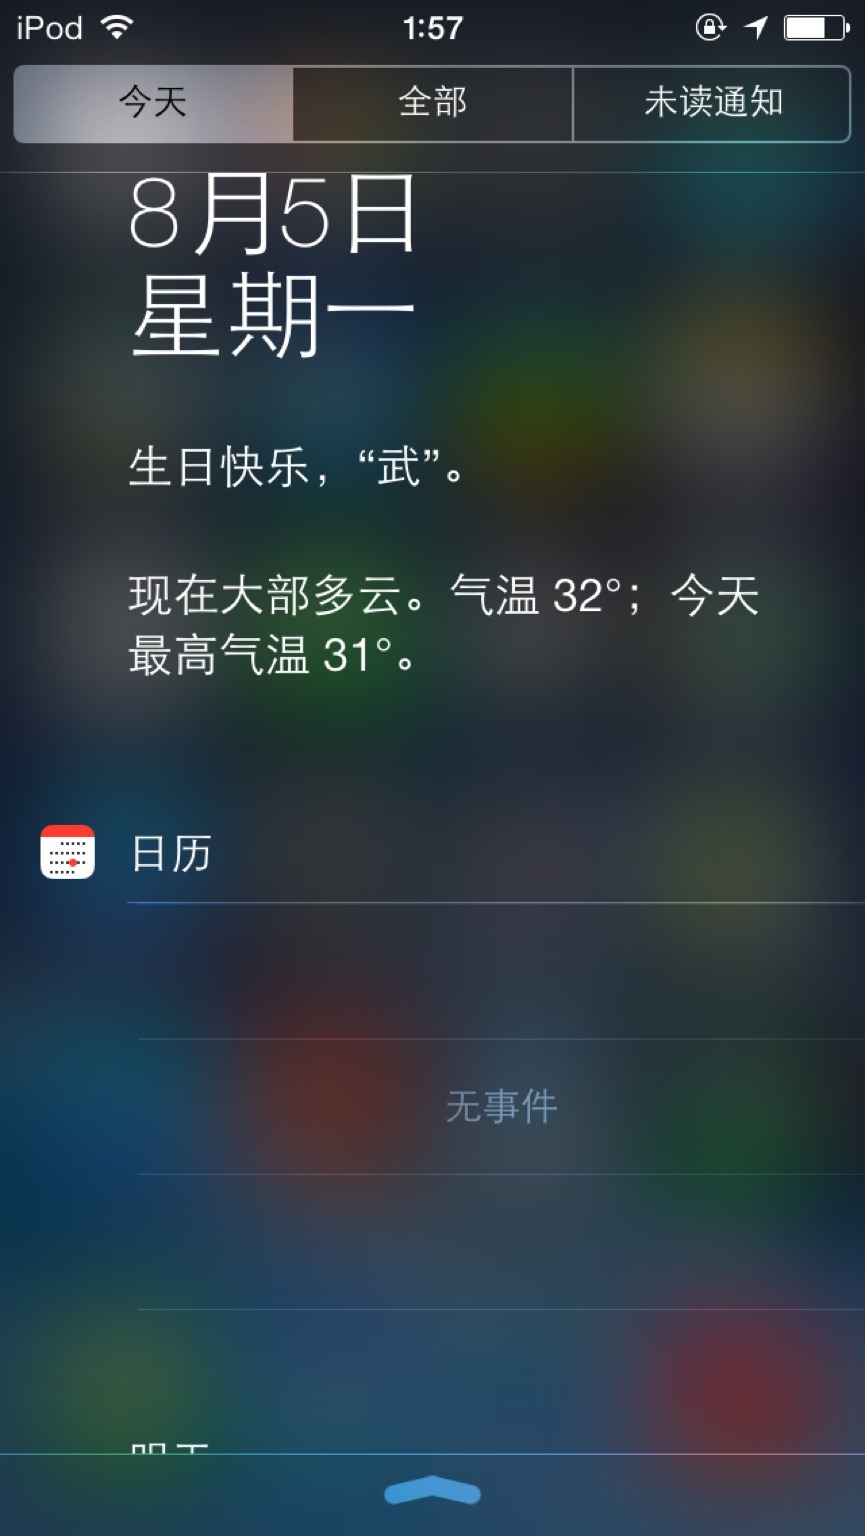 iPod 1:57
今天 全部 未读通知
8月5日
星期一
生日快乐，“武”。
现在大部多云。气温 32°；今天
最高气温 31°。
日历
无事件